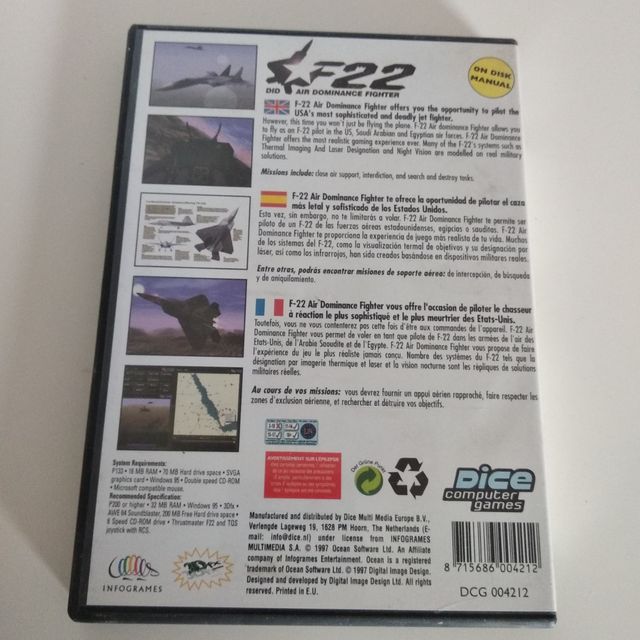 F22
DID AIR DOMINANCE FIGHTER
ON DISK
MANUAL
F-22 Air Dominance Fighter offers you the opportunity to pilot the
USA's most sophisticated and deadly jet fighter.
However, this time you won't just be flying the plane. F-22 Air dominance Fighter allows you
to fly as an F-22 pilot in the US, Saudi Arabian and Egyptian air forces. F-22 Air Dominance
Fighter offers the most realistic gaming experience ever. Many of the F-22's systems such as
Thermal Imaging And Laser Designation and Night Vision are modelled on real military
solutions.
Missions include: close air support, interdiction, and search and destroy tasks.
F-22 Air Dominance Fighter te ofrece la oportunidad de pilotar el caza
más letal y sofisticado de los Estados Unidos.
Esta vez, sin embargo, no te limitarás a volar. F-22 Air Dominance Fighter te permite ser
piloto de un F-22 de las fuerzas aéreas estadounidenses, egipcias o sauditas. F-22 Air
Dominance Fighter te proporciona la experiencia de juego más realista de tu vida. Muchos
de los sistemas del F-22, como la visualización termal de objetivos y su designación por
láser, así como los infrarrojos, han sido creados basándose en dispositivos militares reales.
Entre otras, podrás encontrar misiones de soporte aéreo: de intercepción, de búsqueda
y de aniquilamiento.
F-22 Air Dominance Fighter vous offre l'occasion de piloter le chasseur
à réaction le plus sophistiqué et le plus meurtrier des Etats-Unis.
Toutefois, vous ne vous contenterez pas cette fois d'être aux commandes de l'appareil. F-22 Air
Dominance Fighter vous permet de voler en tant que pilote de F-22 dans les armées de l'air des
Etats-Unis, de l'Arabie Saoudite et de l'Egypte. F-22 Air Dominance Fighter vous propose de faire
l'expérience du jeu le plus réaliste jamais conçu. Nombre des systèmes du F-22 tels que la
désignation par imagerie thermique et laser et la vision nocturne sont les répliques de solutions
militaires réelles.
Au cours de vos missions: vous devrez fournir un appui aérien rapproché, faire respecter les
zones d'exclusion aérienne, et rechercher et détruire vos objectifs.
System Requirements:
P133 • 16 MB RAM • 70 MB Hard drive space • SVGA
graphics card • Windows 95 • Double speed CD-ROM
• Microsoft compatible mouse.
Recommended Specification:
P200 or higher • 32 MB RAM • Windows 95 • 3Dfx •
AWE 64 Soundblaster, 200 MB Free Hard drive space •
6 Speed CD-ROM drive • Thrustmaster F22 and TQS
joystick with RCS.
AVERTISSEMENT SUR L'EPILEPSIE
Der Grüne Punkt
Dice
computer
games
Manufactured and distributed by Dice Multi Media Europe B.V.,
Verlengde Lageweg 19, 1628 PM Hoorn, The Netherlands (E-
mail: info@dice.nl) under license from INFOGRAMES
MULTIMEDIA S.A. © 1997 Ocean Software Ltd. An Affiliate
company of Infogrames Entertainment. Ocean is a registered
trademark of Ocean Software Ltd. © 1997 Digital Image Design Ltd.
Designed and developed by Digital Image Design Ltd. All rights
reserved. Printed in E.U.
INFOGRAMES
8 715686 004212
DCG 004212